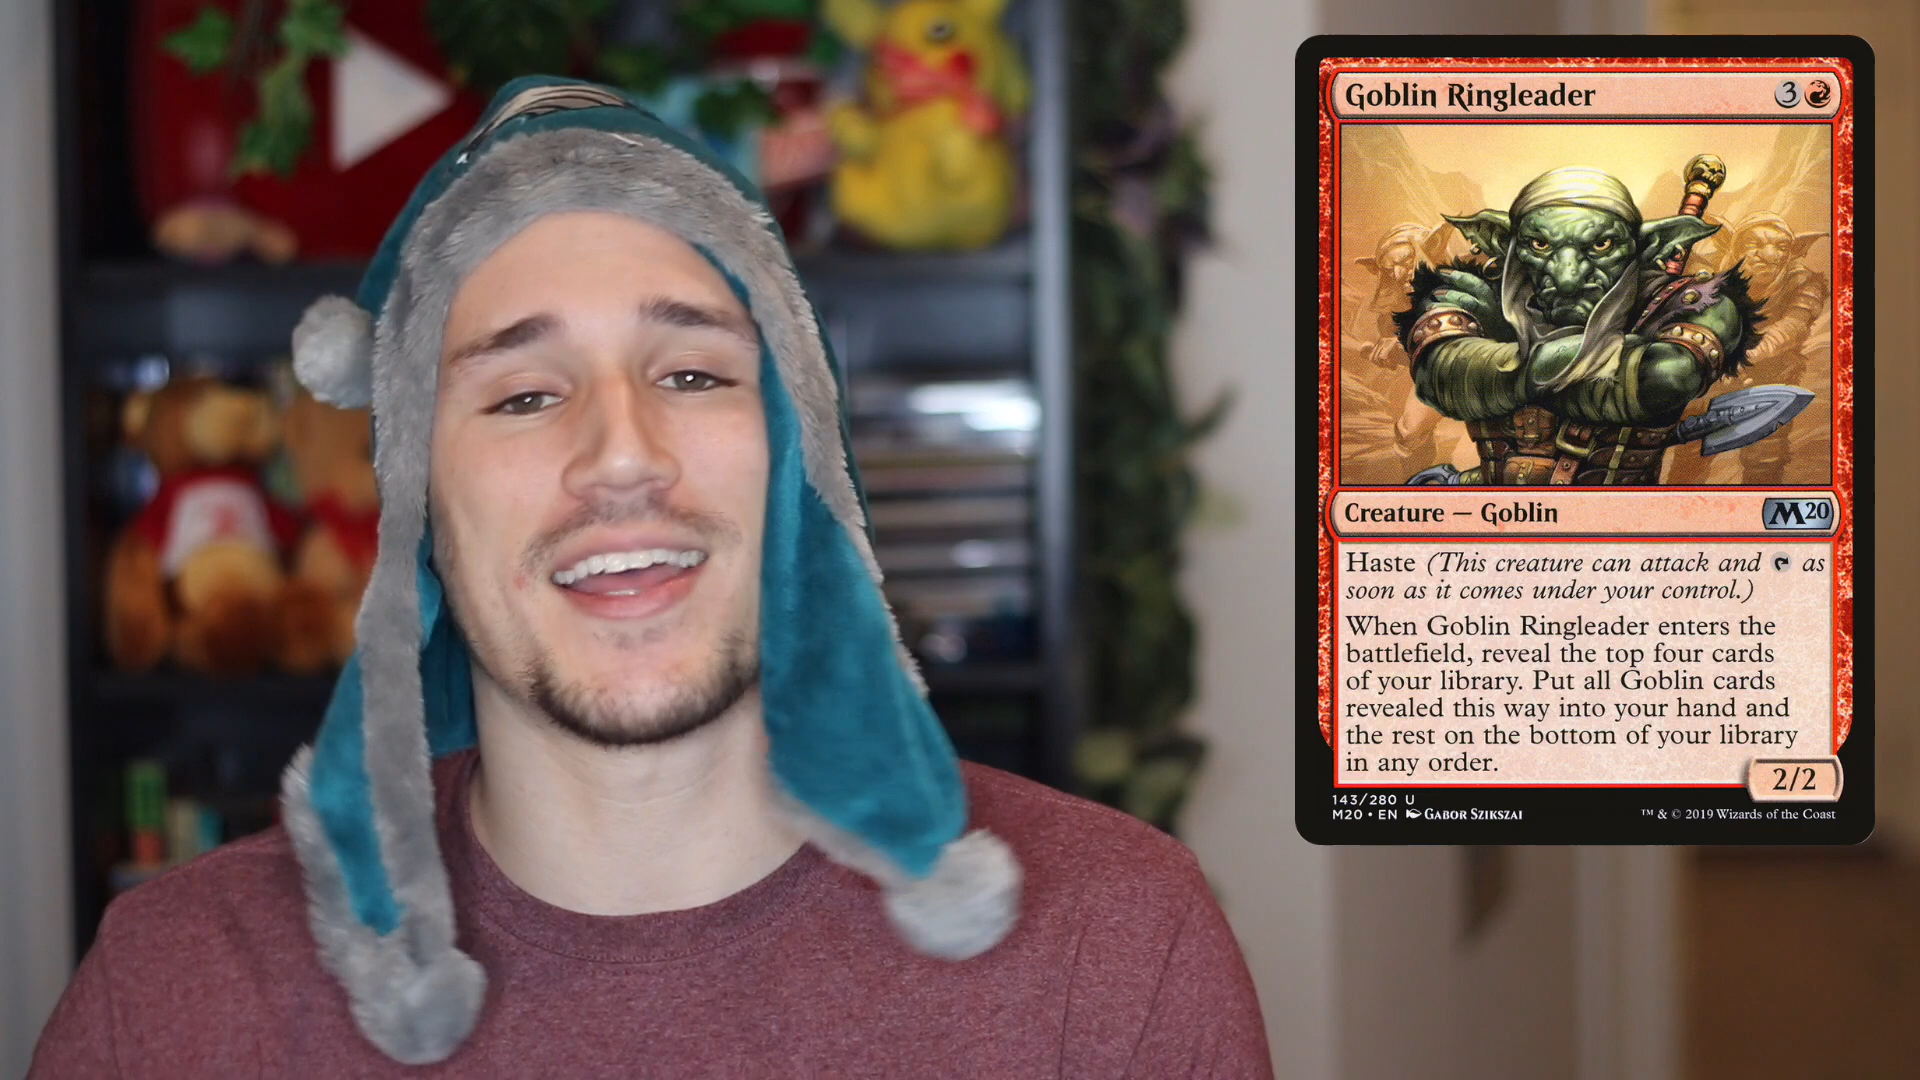 Goblin Ringleader 3
Creature — Goblin M20
Haste (This creature can attack and as
soon as it comes under your control.)
When Goblin Ringleader enters the
battlefield, reveal the top four cards
of your library. Put all Goblin cards
revealed this way into your hand and
the rest on the bottom of your library
in any order.
2/2
143/280 U
M20 • EN Gabor Szikszai
™ & © 2019 Wizards of the Coast